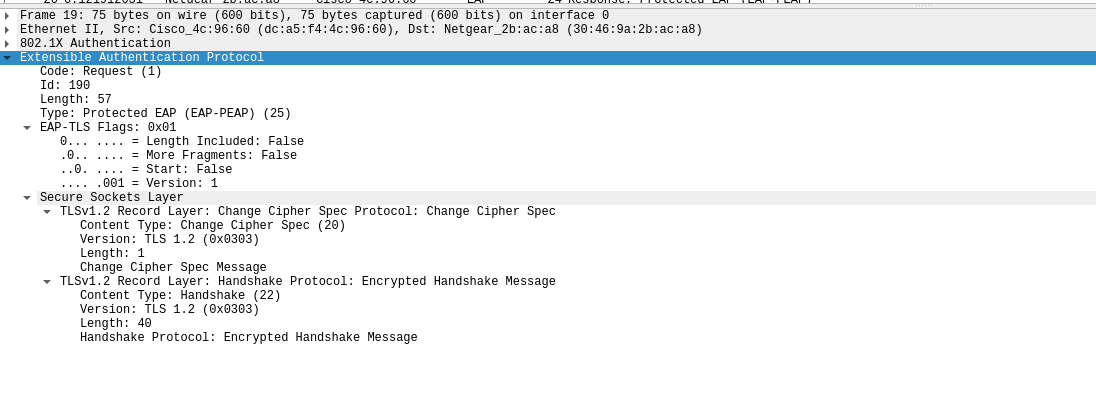 Frame 19: 75 bytes on wire (600 bits), 75 bytes captured (600 bits) on interface 0
Ethernet II, Src: Cisco_4c:96:60 (dc:a5:f4:4c:96:60), Dst: Netgear_2b:ac:a8 (30:46:9a:2b:ac:a8)
802.1X Authentication
Extensible Authentication Protocol
Code: Request (1)
Id: 190
Length: 57
Type: Protected EAP (EAP-PEAP) (25)
EAP-TLS Flags: 0x01
0... .... = Length Included: False
.0.. .... = More Fragments: False
..0. .... = Start: False
.... .001 = Version: 1
Secure Sockets Layer
TLSv1.2 Record Layer: Change Cipher Spec Protocol: Change Cipher Spec
Content Type: Change Cipher Spec (20)
Version: TLS 1.2 (0x0303)
Length: 1
Change Cipher Spec Message
TLSv1.2 Record Layer: Handshake Protocol: Encrypted Handshake Message
Content Type: Handshake (22)
Version: TLS 1.2 (0x0303)
Length: 40
Handshake Protocol: Encrypted Handshake Message